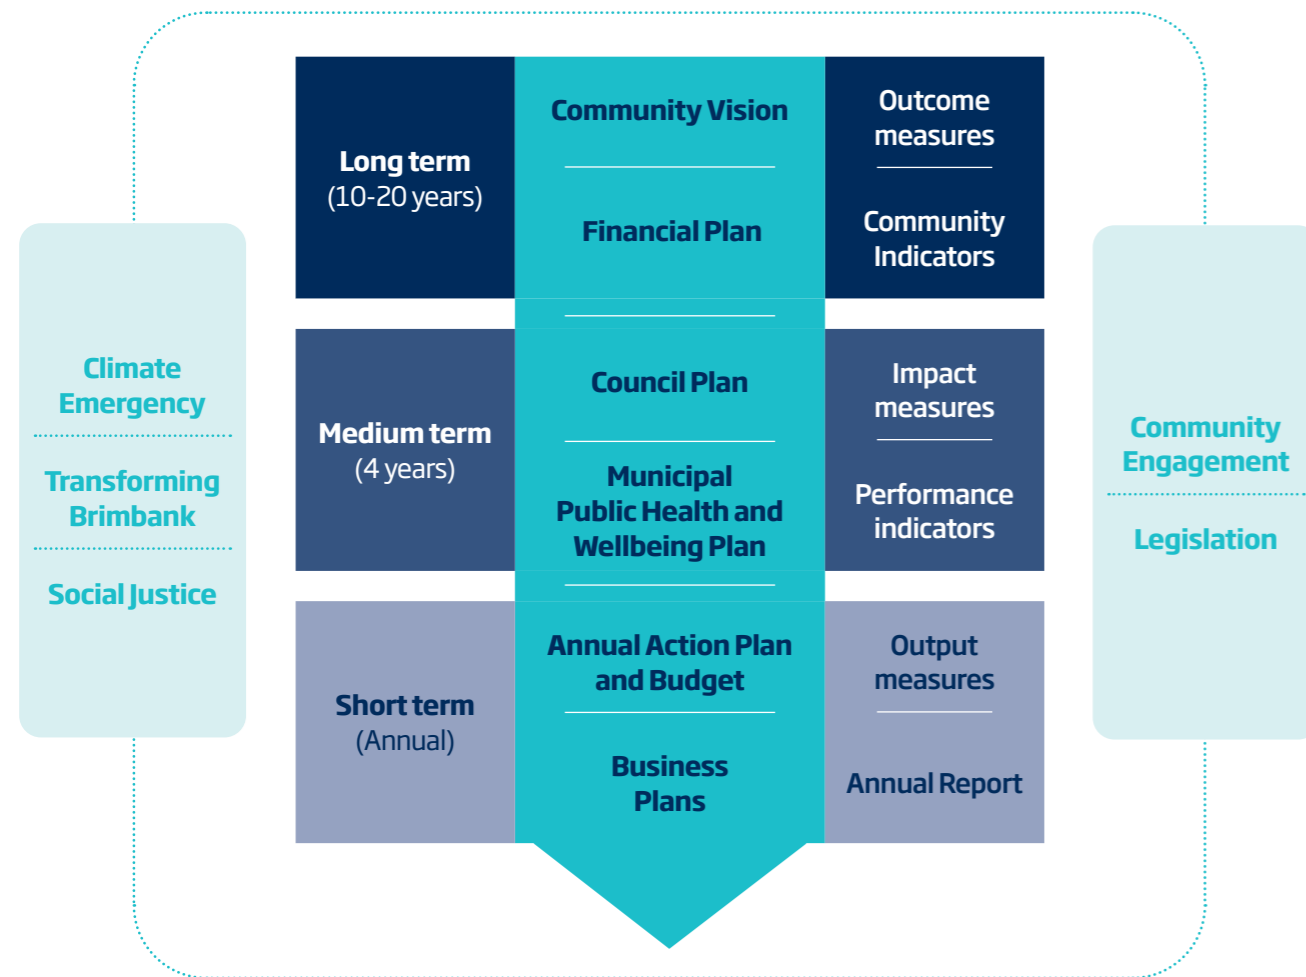 Climate
Emergency
Transforming
Brimbank
Social Justice
Long term
(10-20 years)
Community Vision
Financial Plan
Outcome
measures
Community
Indicators
Medium term
(4 years)
Council Plan
Municipal
Public Health and
Wellbeing Plan
Impact
measures
Performance
indicators
Short term
(Annual)
Annual Action Plan
and Budget
Business
Plans
Output
measures
Annual Report
Community
Engagement
Legislation